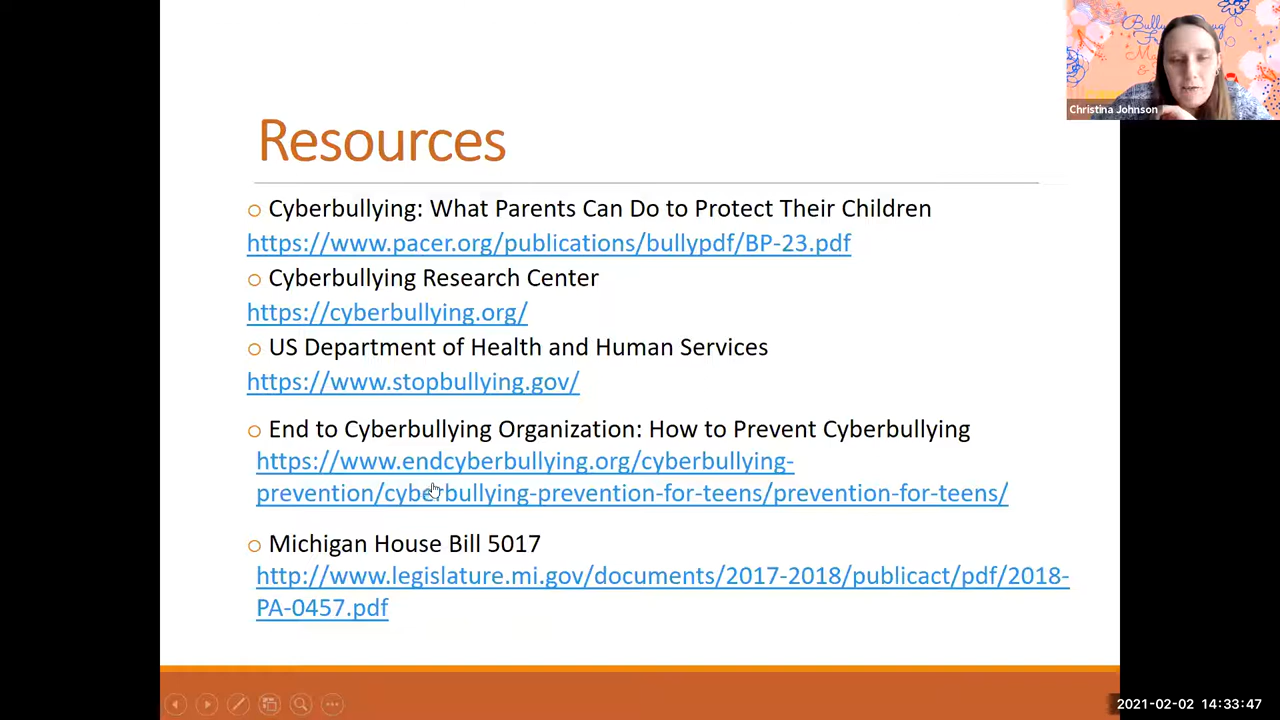 Resources
Cyberbullying: What Parents Can Do to Protect Their Children
https://www.pacer.org/publications/bullypdf/BP-23.pdf
Cyberbullying Research Center
https://cyberbullying.org/
US Department of Health and Human Services
https://www.stopbullying.gov/
End to Cyberbullying Organization: How to Prevent Cyberbullying
https://www.endcyberbullying.org/cyberbullying-
prevention/cyberbullying-prevention-for-teens/prevention-for-teens/
Michigan House Bill 5017
http://www.legislature.mi.gov/documents/2017-2018/publicact/pdf/2018-
PA-0457.pdf
Christina Johnson
2021-02-02 14:33:47